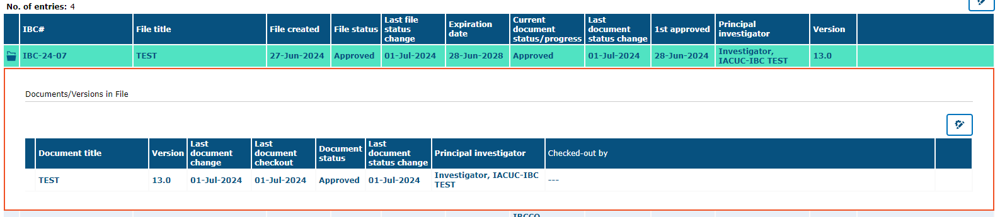 No. of entries: 4
IBC# File title File created File status Last file status change Expiration date Current document status/progress Last document status change 1st approved Principal investigator Version
IBC-24-07 TEST 27-Jun-2024 Approved 01-Jul-2024 28-Jun-2028 Approved 01-Jul-2024 28-Jun-2024 Investigator, IACUC-IBC TEST 13.0
Documents/Versions in File
Document title Version Last document change Last document checkout Document status Last document status change Principal investigator Checked-out by
TEST 13.0 01-Jul-2024 01-Jul-2024 Approved 01-Jul-2024 Investigator, IACUC-IBC TEST ---